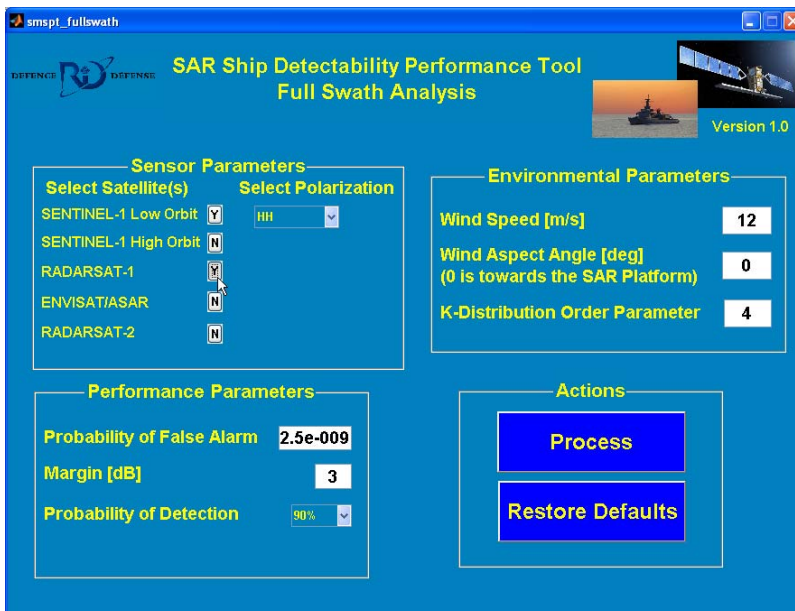 smspt_fullswath
DEFENCE R&D DEFENSE
SAR Ship Detectability Performance Tool
Full Swath Analysis
Version 1.0
Sensor Parameters
Select Satellite(s) Select Polarization
SENTINEL-1 Low Orbit Y HH
SENTINEL-1 High Orbit N
RADARSAT-1 Y
ENVISAT/ASAR N
RADARSAT-2 N
Environmental Parameters
Wind Speed [m/s] 12
Wind Aspect Angle [deg]
(0 is towards the SAR Platform) 0
K-Distribution Order Parameter 4
Performance Parameters
Probability of False Alarm 2.5e-009
Margin [dB] 3
Probability of Detection 90%
Actions
Process
Restore Defaults